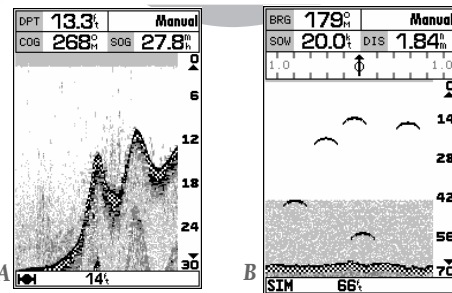 DPT 13.3ft Manual
COG 268°M SOG 27.8mh
0
6
12
18
24
30
14ft
A
BRG 179°M Manual
SOW 20.0kt DIS 1.84nm
1.0 1.0
0
14
28
42
56
70
SIM 66ft
B